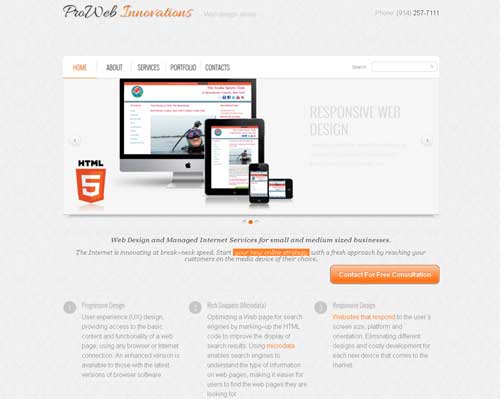 ProWeb Innovations
Phone: (914) 257-7111
HOME ABOUT SERVICES PORTFOLIO CONTACTS
Search:
RESPONSIVE WEB
DESIGN
HTML
5
Web Design and Managed Internet Services for small and medium sized businesses.
The Internet is innovating at break-neck speed. Start your new online strategy with a fresh approach by reaching your
customers on the media device of their choice.
Contact For Free Consultation
1 Progressive Design
User experience (UX) design,
providing access to the basic
content and functionality of a web
page, using any browser or Internet
connection. An enhanced version is
available to those with the latest
versions of browser software.
2 Rich Snippets (Microdata)
Optimizing a Web page for search
engines by marking-up the HTML
code to improve the display of
search results. Using microdata
enables search engines to
understand the type of information
on web pages, making it easier for
users to find the web pages they are
looking for.
3 Responsive Design
Websites that respond to the user's
screen size, platform and
orientation. Eliminating different
designs and costly development for
each new device that comes to the
market.